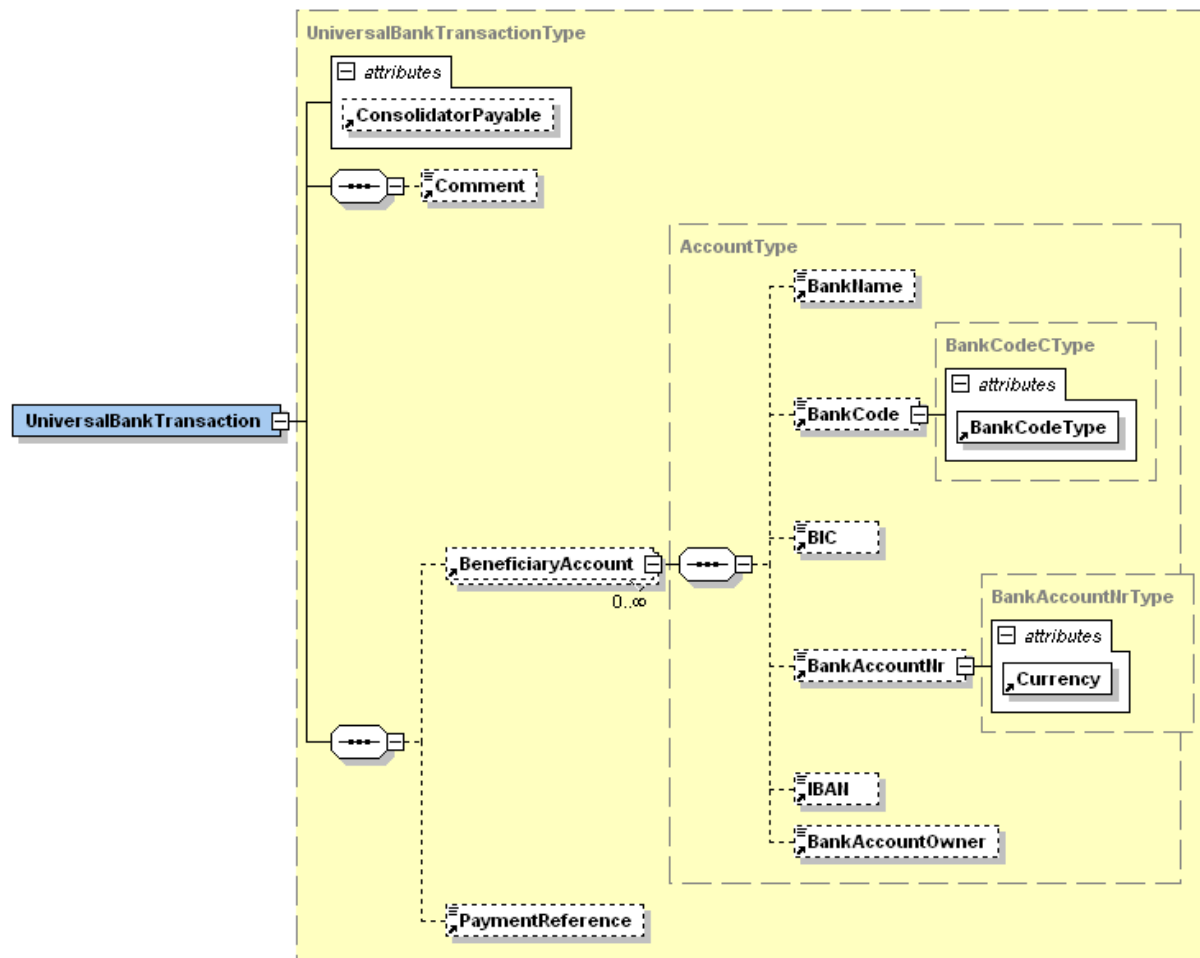 UniversalBankTransactionType
attributes
ConsolidatorPayable
Comment
AccountType
BankName
BankCodeCType
attributes
BankCode
BankCodeType
UniversalBankTransaction
BIC
BeneficiaryAccount
0..∞
BankAccountNrType
attributes
BankAccountNr
Currency
IBAN
BankAccountOwner
PaymentReference